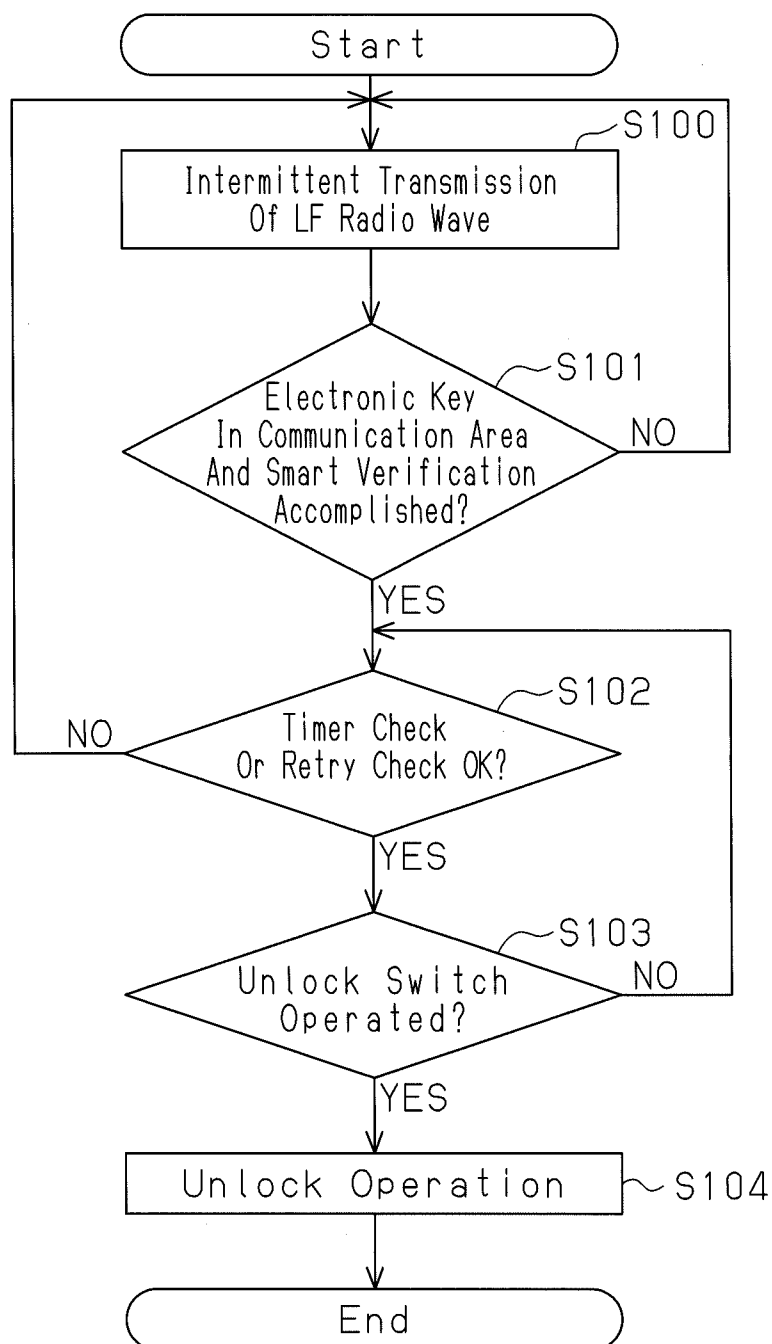 Start
S100
Intermittent Transmission
Of LF Radio Wave
S101
Electronic Key
In Communication Area
And Smart Verification
Accomplished?
NO
YES
S102
Timer Check
Or Retry Check OK?
NO
YES
S103
Unlock Switch
Operated?
NO
YES
Unlock Operation
S104
End